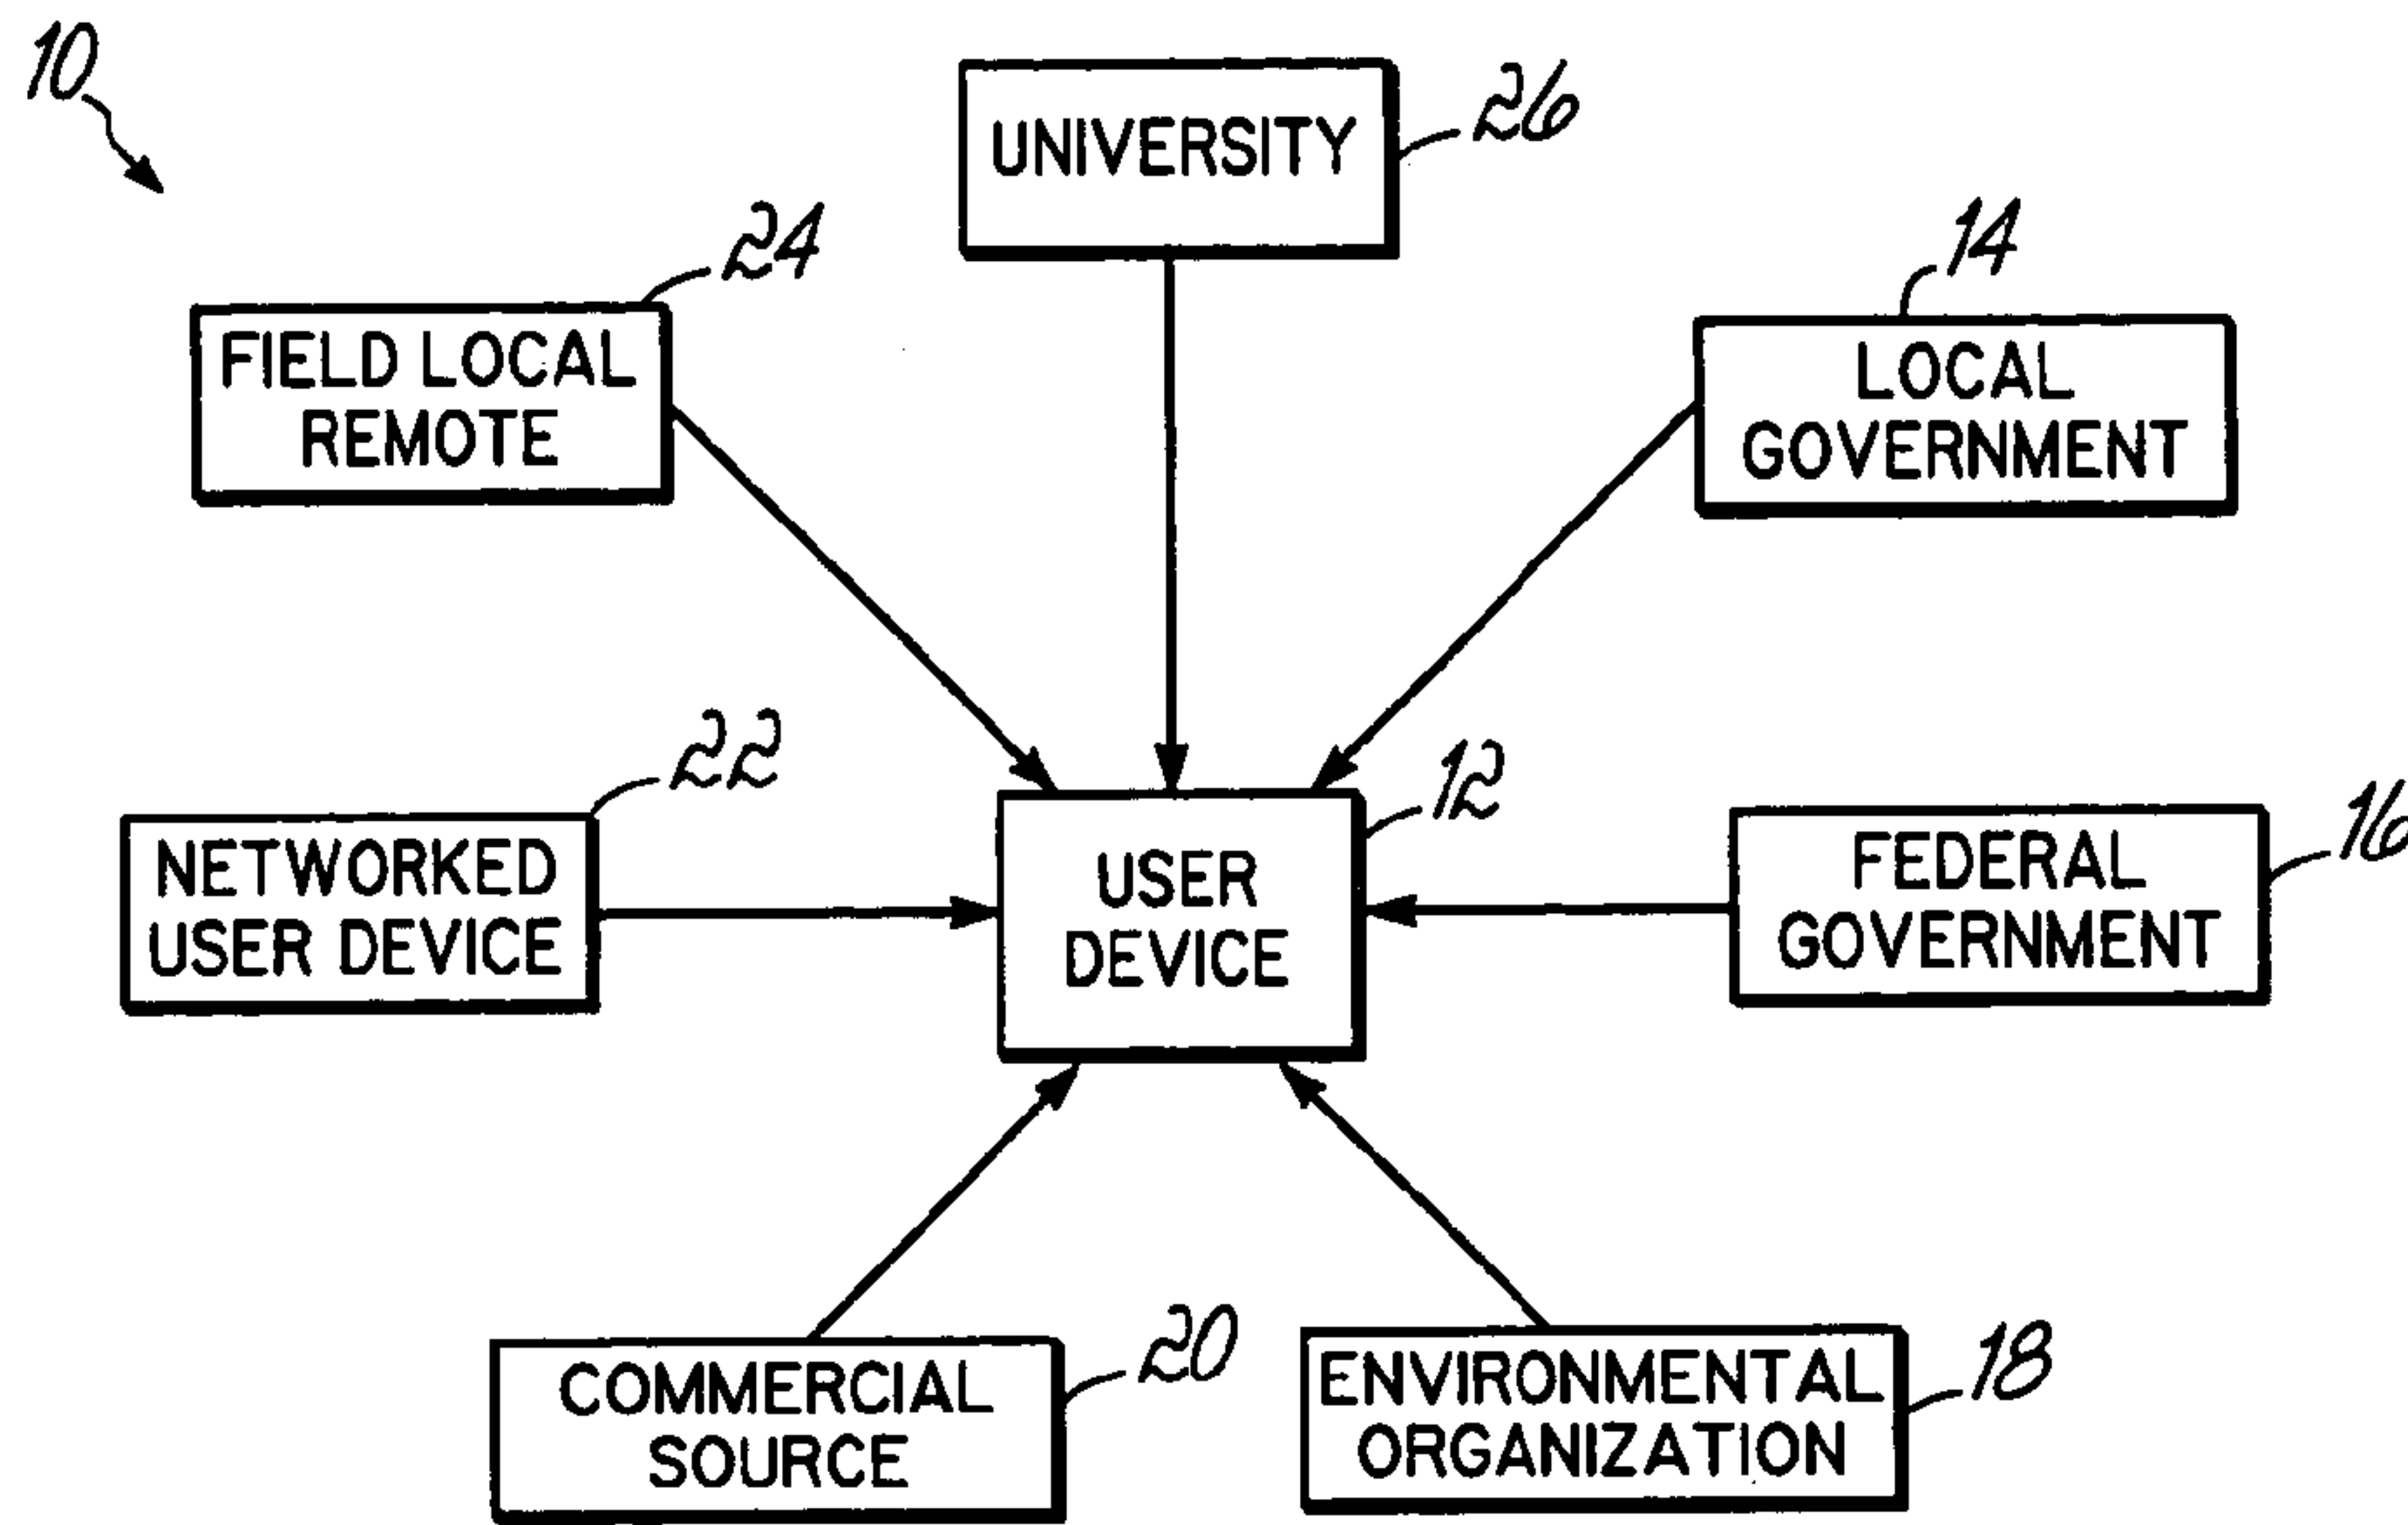 10
UNIVERSITY
26
24
14
FIELD LOCAL
REMOTE
LOCAL
GOVERNMENT
22
12
16
NETWORKED
USER DEVICE
USER
DEVICE
FEDERAL
GOVERNMENT
20
18
COMMERCIAL
SOURCE
ENVIRONMENTAL
ORGANIZATION